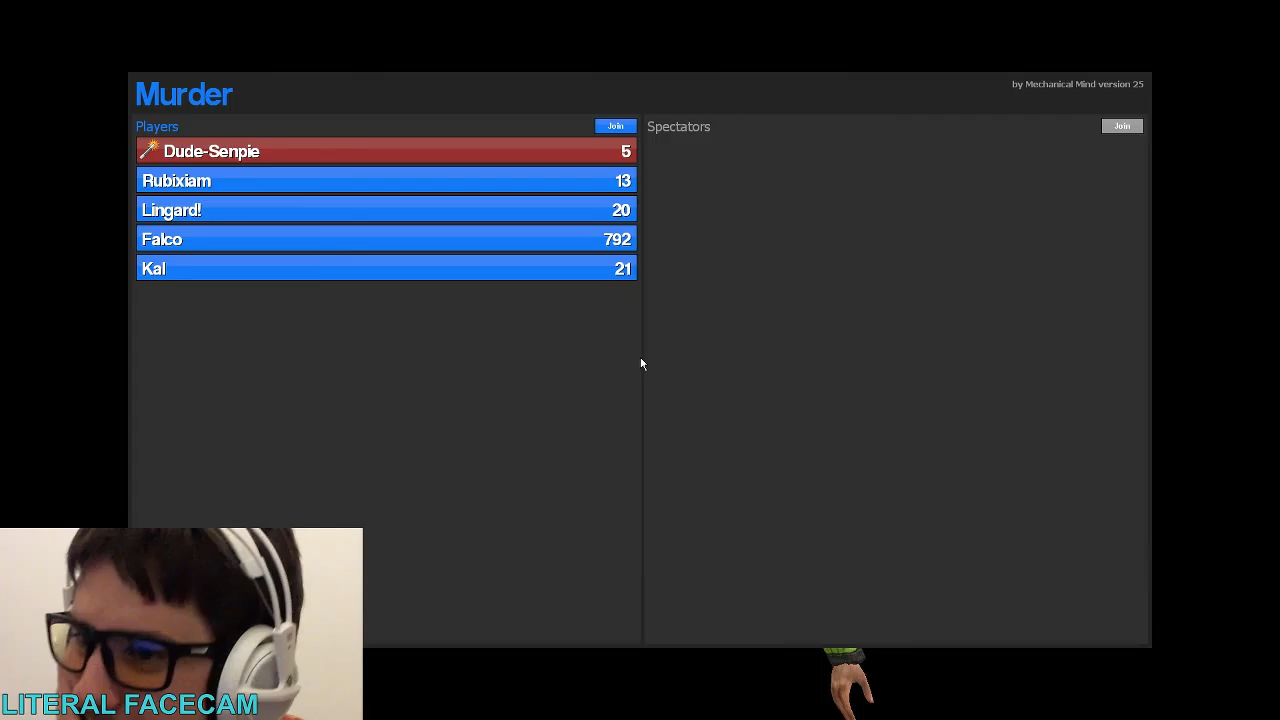 Murder
by Mechanical Mind version 25
Players Join
Spectators Join
Dude-Senpie 5
Rubixiam 13
Lingard! 20
Falco 792
Kal 21
LITERAL FACECAM